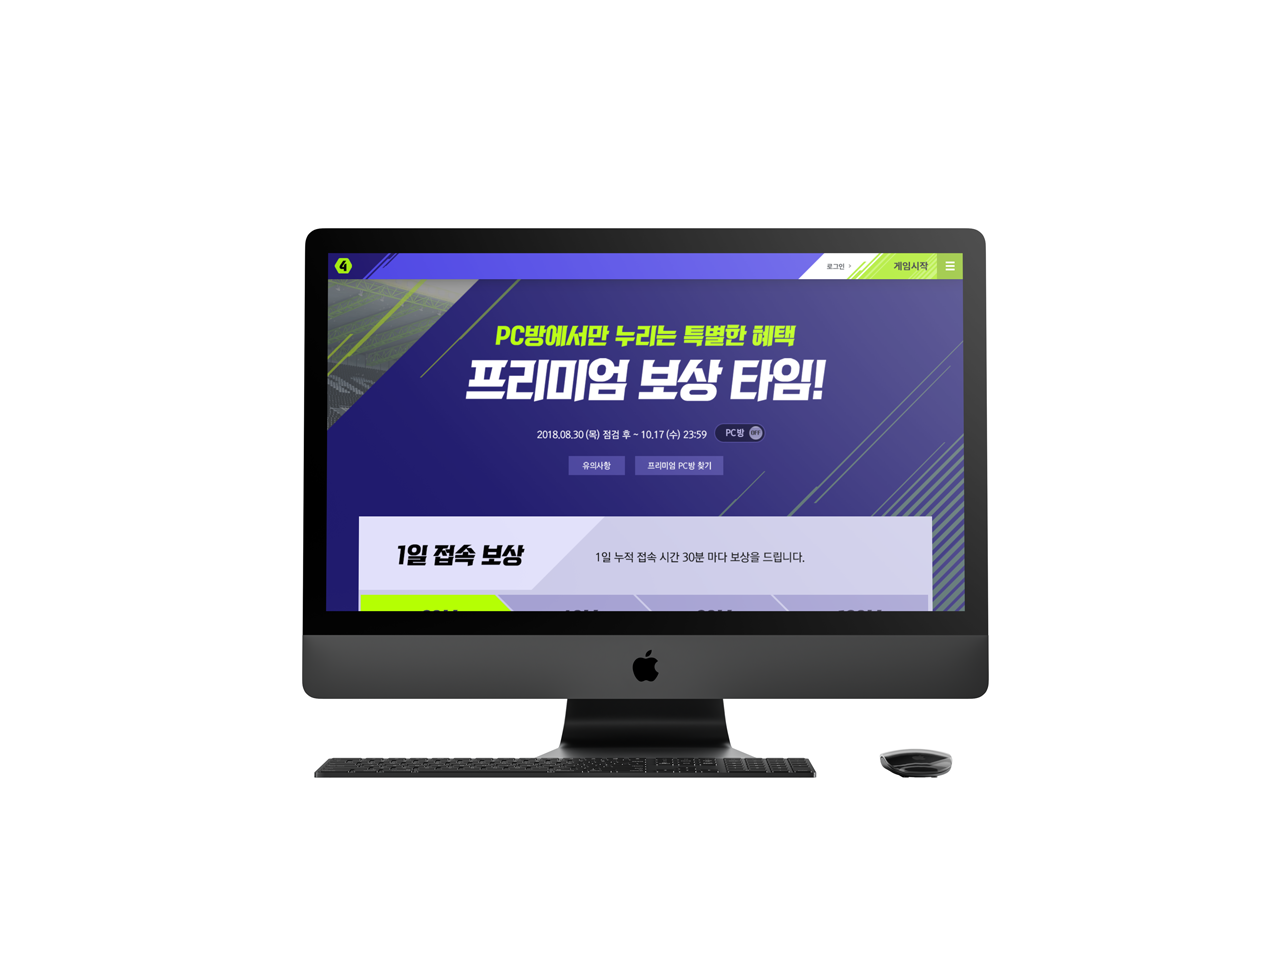 4
로그인 >
게임시작
PC방에서만 누리는 특별한 혜택
프리미엄 보상 타임!
2018.08.30 (목) 점검 후 ~ 10.17 (수) 23:59
PC방 OFF
유의사항
프리미엄 PC방 찾기
1일 접속 보상
1일 누적 접속 시간 30분 마다 보상을 드립니다.